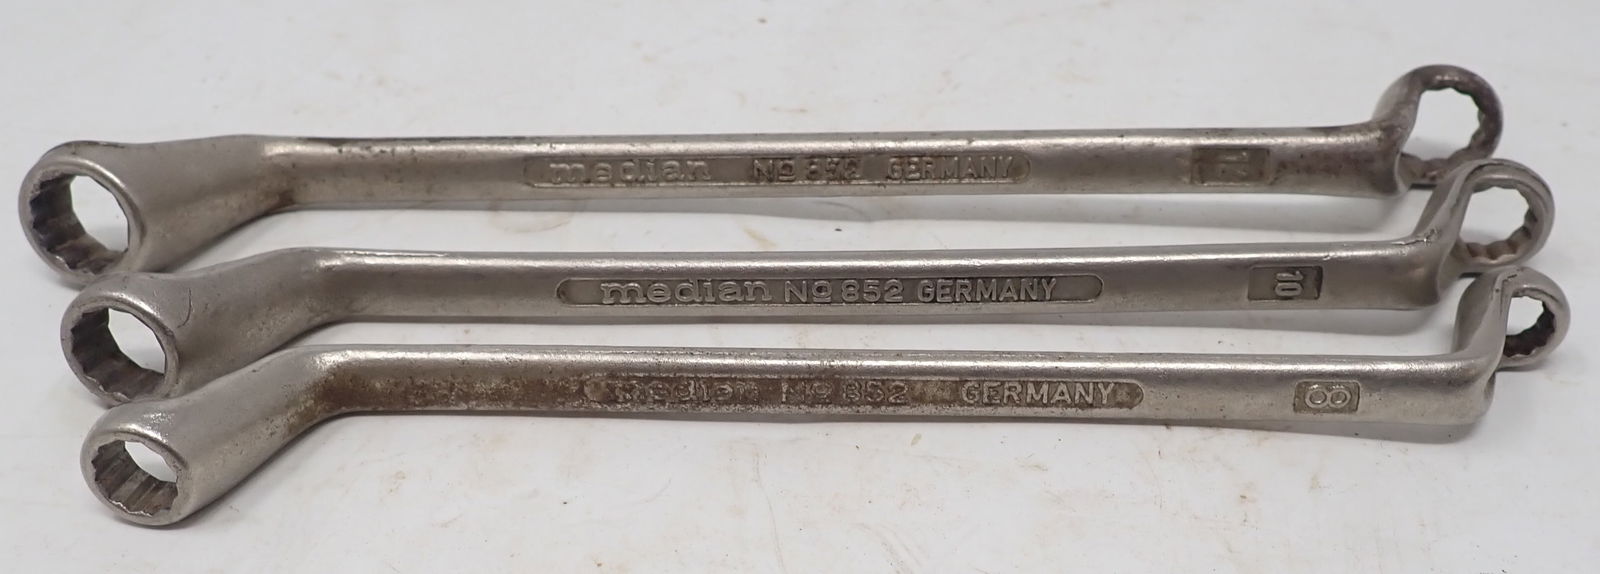 median No 852 GERMANY
median No 852 GERMANY 10
median No 852 GERMANY 8